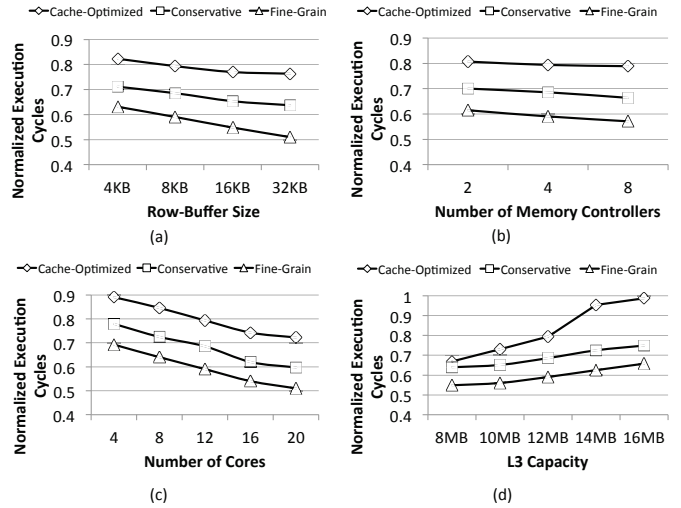 Cache-Optimized Conservative Fine-Grain
Normalized Execution
Cycles
0.9
0.8
0.7
0.6
0.5
0.4
4KB 8KB 16KB 32KB
Row-Buffer Size
(a)
Cache-Optimized Conservative Fine-Grain
Normalized Execution
Cycles
0.9
0.8
0.7
0.6
0.5
0.4
2 4 8
Number of Memory Controllers
(b)
Cache-Optimized Conservative Fine-Grain
Normalized Execution
Cycles
0.9
0.8
0.7
0.6
0.5
0.4
4 8 12 16 20
Number of Cores
(c)
Cache-Optimized Conservative Fine-Grain
Normalized Execution
Cycles
1
0.9
0.8
0.7
0.6
0.5
0.4
8MB 10MB 12MB 14MB 16MB
L3 Capacity
(d)